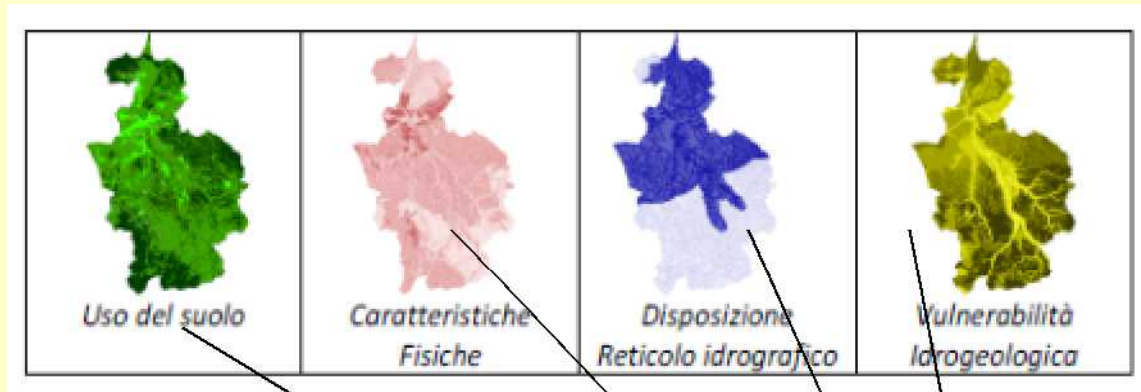 Uso del suolo
Caratteristiche
Fisiche
Disposizione
Reticolo idrografico
Vulnerabilità
Idrogeologica